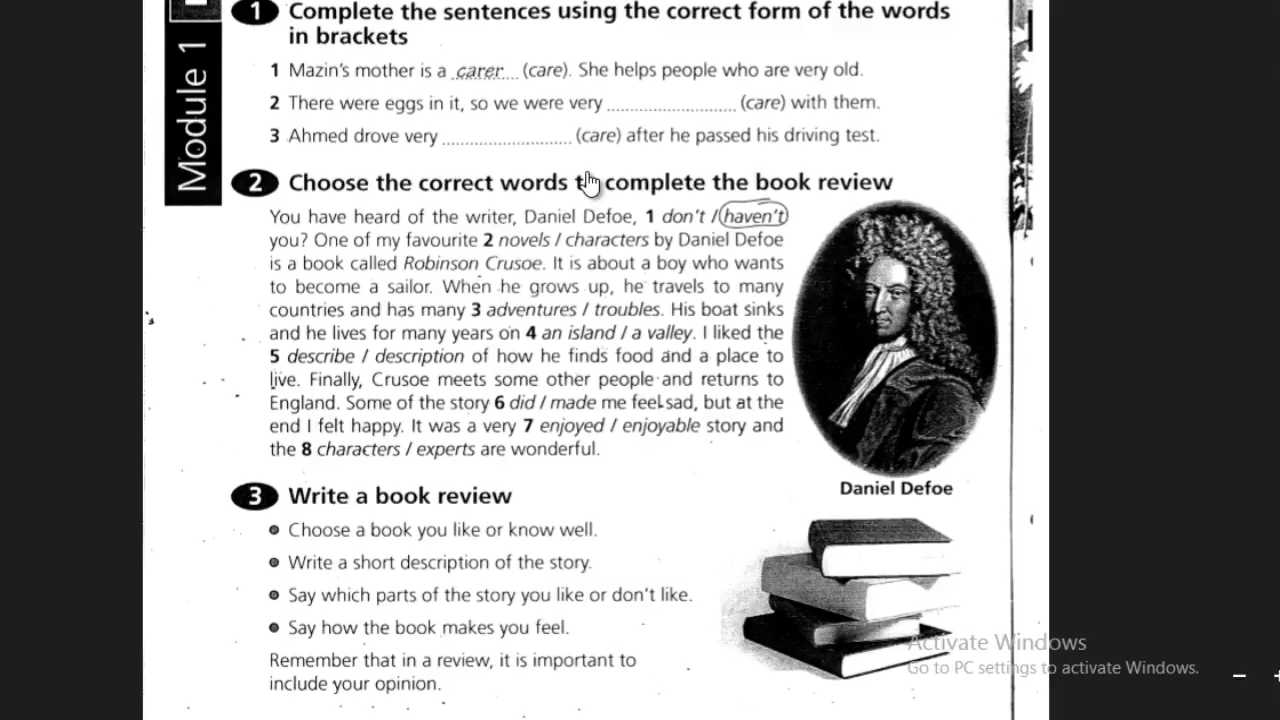 Module 1
1 Complete the sentences using the correct form of the words
in brackets
1 Mazin's mother is a carer (care). She helps people who are very old.
2 There were eggs in it, so we were very .......................... (care) with them.
3 Ahmed drove very .......................... (care) after he passed his driving test.
2 Choose the correct words to complete the book review
You have heard of the writer, Daniel Defoe, 1 don't / haven't
you? One of my favourite 2 novels / characters by Daniel Defoe
is a book called Robinson Crusoe. It is about a boy who wants
to become a sailor. When he grows up, he travels to many
countries and has many 3 adventures / troubles. His boat sinks
and he lives for many years on 4 an island / a valley. I liked the
5 describe / description of how he finds food and a place to
live. Finally, Crusoe meets some other people and returns to
England. Some of the story 6 did / made me feel sad, but at the
end I felt happy. It was a very 7 enjoyed / enjoyable story and
the 8 characters / experts are wonderful.
Daniel Defoe
3 Write a book review
Choose a book you like or know well.
Write a short description of the story.
Say which parts of the story you like or don't like.
Say how the book makes you feel.
Remember that in a review, it is important to
include your opinion.
Activate Windows
Go to PC settings to activate Windows.